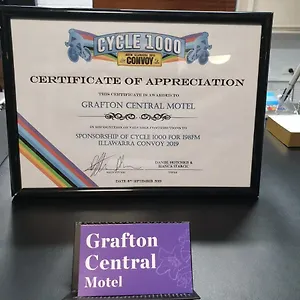 CYCLE 1000
CONVOY
CERTIFICATE OF APPRECIATION
THIS CERTIFICATE IS AWARDED TO
GRAFTON CENTRAL MOTEL
SPONSORSHIP OF CYCLE 1000 FOR I98FM
ILLAWARRA CONVOY 2019
Grafton
Central
Motel